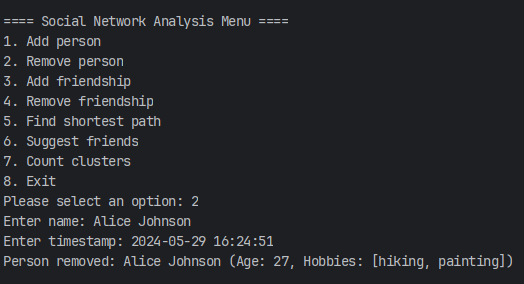 ==== Social Network Analysis Menu ====
1. Add person
2. Remove person
3. Add friendship
4. Remove friendship
5. Find shortest path
6. Suggest friends
7. Count clusters
8. Exit
Please select an option: 2
Enter name: Alice Johnson
Enter timestamp: 2024-05-29 16:24:51
Person removed: Alice Johnson (Age: 27, Hobbies: [hiking, painting])